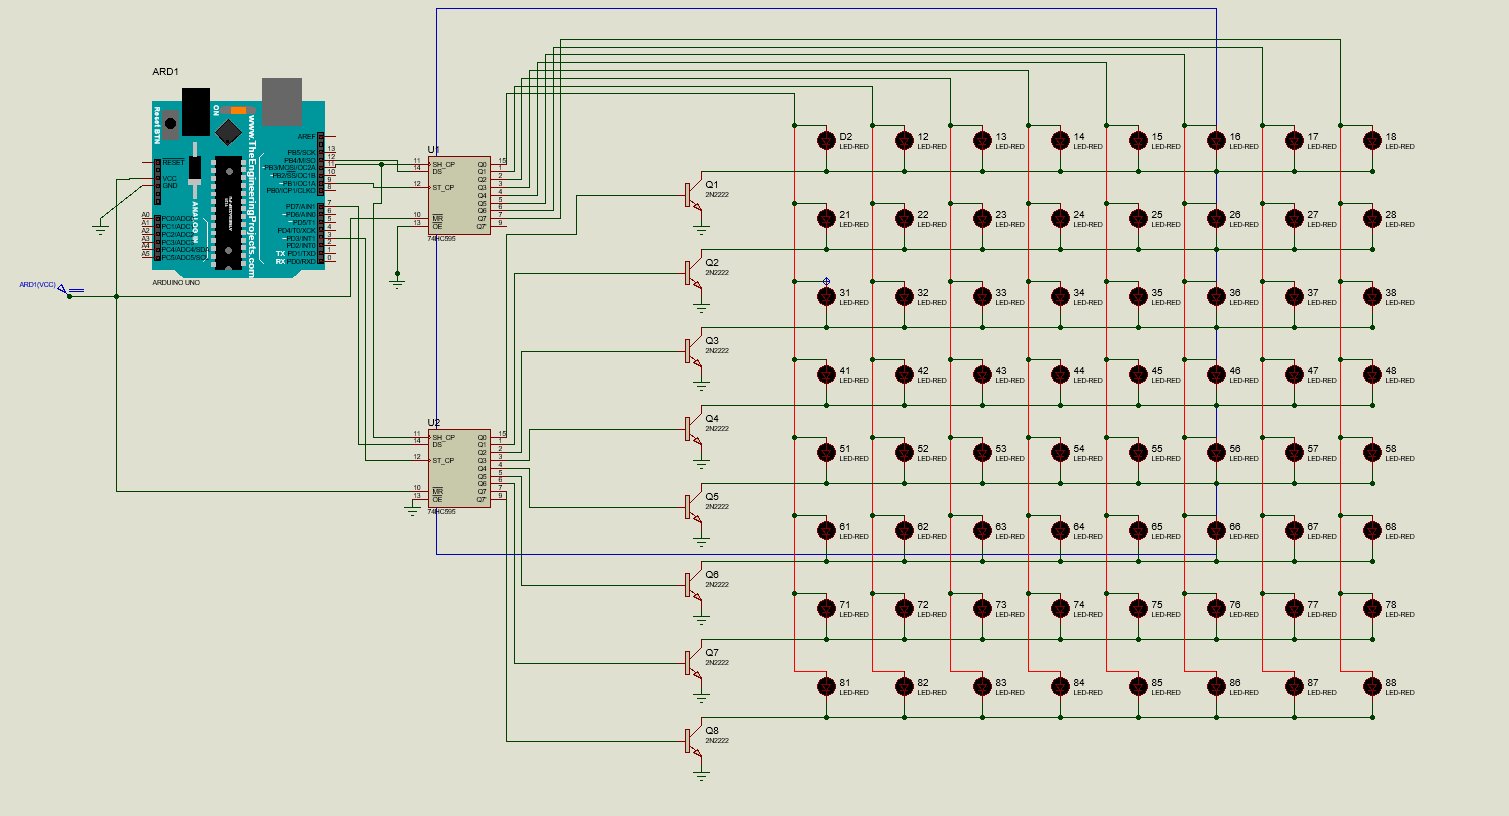 ARD1
Reset BTN
ON
www.TheEngineeringProjects.com
ARDUINO UNO
RESET
VCC
GND
A0 PC0/ADC0
A1 PC1/ADC1
A2 PC2/ADC2
A3 PC3/ADC3
A4 PC4/ADC4/SDA
A5 PC5/ADC5/SCL
AREF
PB5/SCK 13
PB4/MISO 12
~PB3/MOSI/OC2A 11
~PB2/SS/OC1B 10
~PB1/OC1A 9
PB0/ICP1/CLKO 8
PD7/AIN1 7
~PD6/AIN0 6
~PD5/T1 5
PD4/T0/XCK 4
~PD3/INT1 3
PD2/INT0 2
TX PD1/TXD 1
RX PD0/RXD 0
ARDUINO UNO
ARD1(VCC)
U1
11 SH_CP Q0 15
14 DS Q1 1
Q2 2
12 ST_CP Q3 3
Q4 4
Q5 5
Q6 6
10 MR Q7 7
13 OE Q7' 9
74HC595
U2
11 SH_CP Q0 15
14 DS Q1 1
Q2 2
12 ST_CP Q3 3
Q4 4
Q5 5
Q6 6
10 MR Q7 7
13 OE Q7' 9
74HC595
D2 12 13 14 15 16 17 18
LED-RED LED-RED LED-RED LED-RED LED-RED LED-RED LED-RED LED-RED
Q1
2N2222
21 22 23 24 25 26 27 28
LED-RED LED-RED LED-RED LED-RED LED-RED LED-RED LED-RED LED-RED
Q2
2N2222
31 32 33 34 35 36 37 38
LED-RED LED-RED LED-RED LED-RED LED-RED LED-RED LED-RED LED-RED
Q3
2N2222
41 42 43 44 45 46 47 48
LED-RED LED-RED LED-RED LED-RED LED-RED LED-RED LED-RED LED-RED
Q4
2N2222
51 52 53 54 55 56 57 58
LED-RED LED-RED LED-RED LED-RED LED-RED LED-RED LED-RED LED-RED
Q5
2N2222
61 62 63 64 65 66 67 68
LED-RED LED-RED LED-RED LED-RED LED-RED LED-RED LED-RED LED-RED
Q6
2N2222
71 72 73 74 75 76 77 78
LED-RED LED-RED LED-RED LED-RED LED-RED LED-RED LED-RED LED-RED
Q7
2N2222
81 82 83 84 85 86 87 88
LED-RED LED-RED LED-RED LED-RED LED-RED LED-RED LED-RED LED-RED
Q8
2N2222